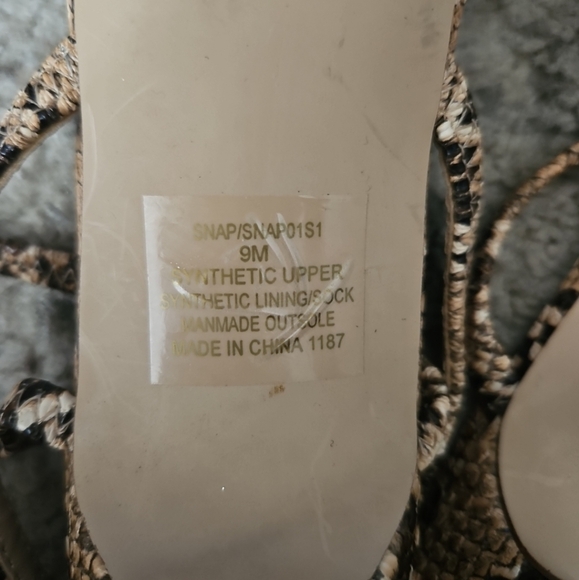 SNAP/SNAP01S1
9M
SYNTHETIC UPPER
SYNTHETIC LINING/SOCK
MANMADE OUTSOLE
MADE IN CHINA 1187